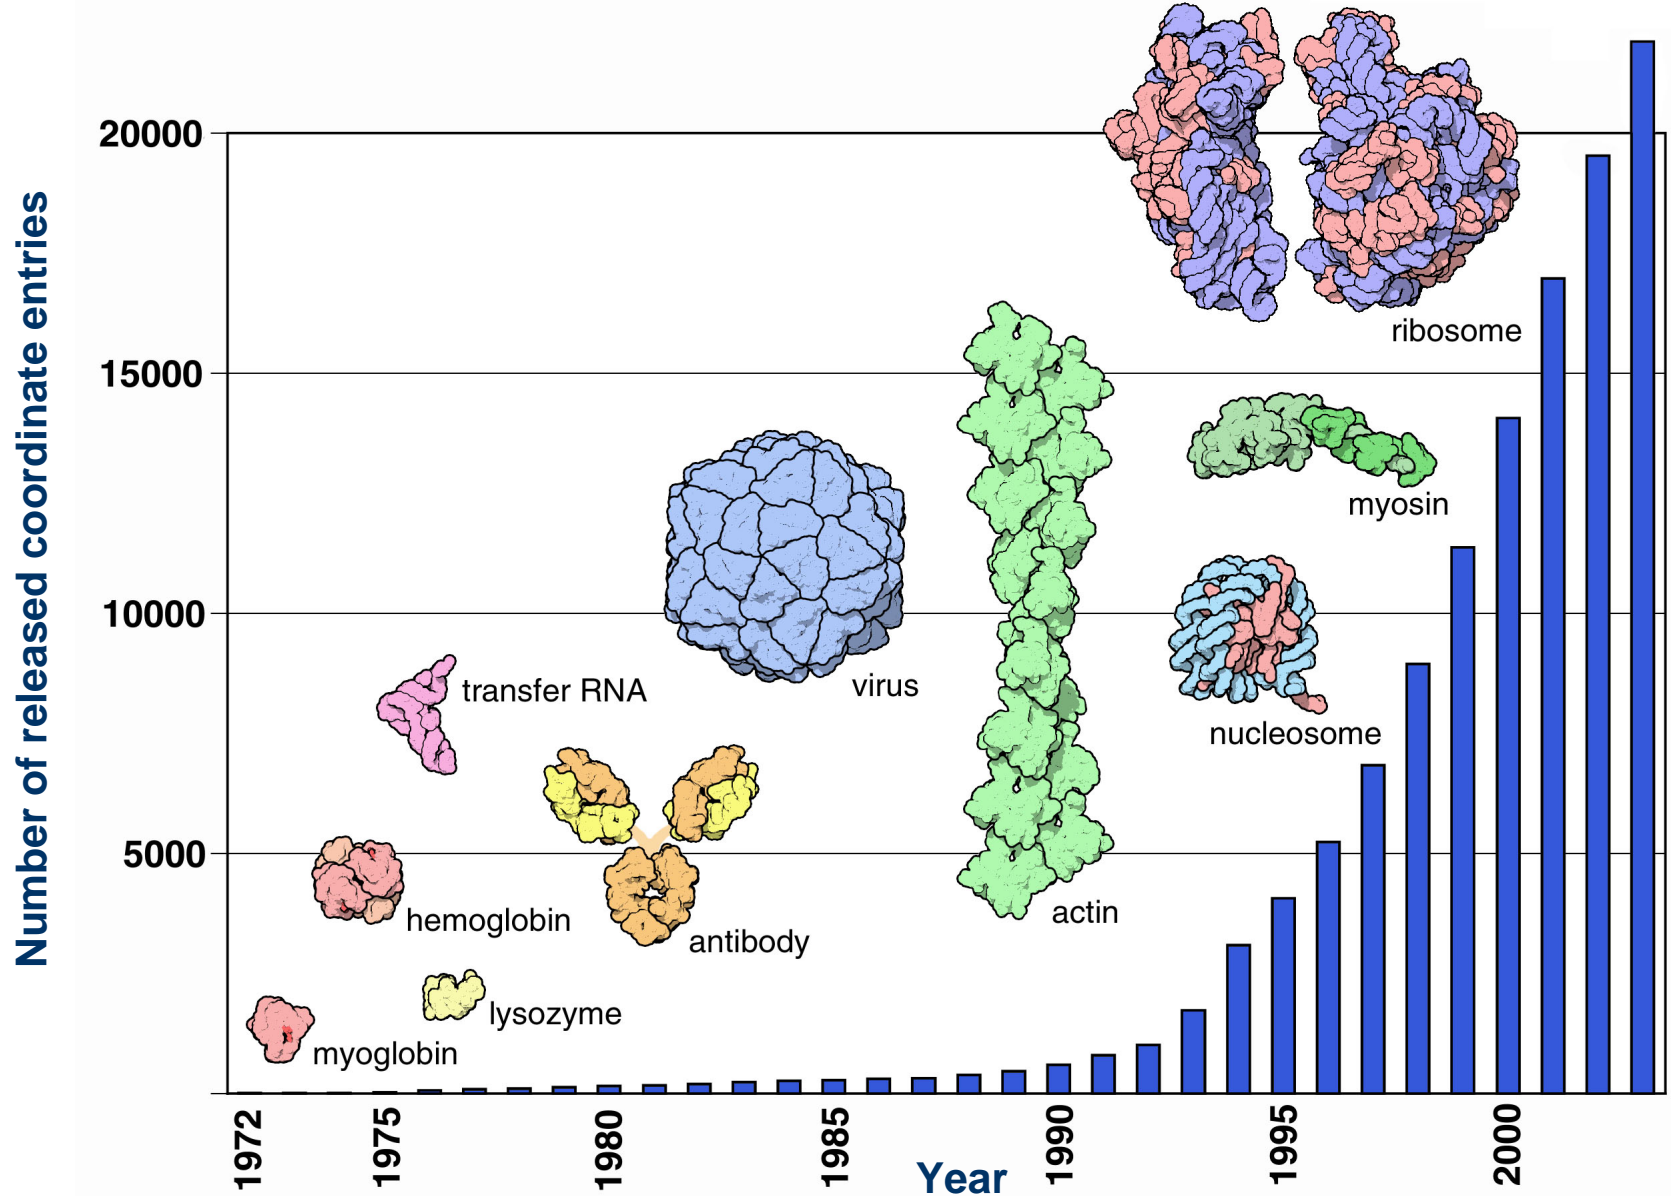 Number of released coordinate entries
20000
15000
10000
5000
ribosome
myosin
virus
transfer RNA
nucleosome
actin
hemoglobin
antibody
lysozyme
myoglobin
1972
1975
1980
1985
1990
1995
2000
Year